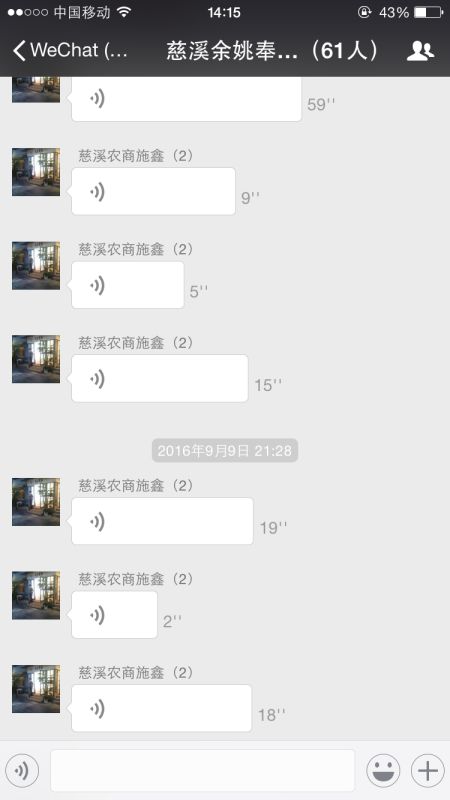 中国移动
14:15
43%
WeChat (...
慈溪余姚奉...（61人）
59''
慈溪农商施鑫（2）
9''
慈溪农商施鑫（2）
5''
慈溪农商施鑫（2）
15''
2016年9月9日 21:28
慈溪农商施鑫（2）
19''
慈溪农商施鑫（2）
2''
慈溪农商施鑫（2）
18''